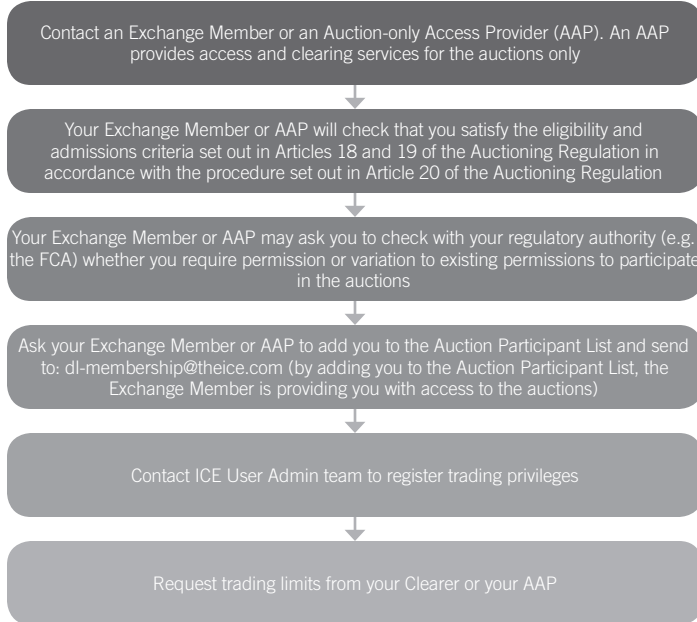 Contact an Exchange Member or an Auction-only Access Provider (AAP). An AAP
provides access and clearing services for the auctions only
Your Exchange Member or AAP will check that you satisfy the eligibility and
admissions criteria set out in Articles 18 and 19 of the Auctioning Regulation in
accordance with the procedure set out in Article 20 of the Auctioning Regulation
Your Exchange Member or AAP may ask you to check with your regulatory authority (e.g.
the FCA) whether you require permission or variation to existing permissions to participate
in the auctions
Ask your Exchange Member or AAP to add you to the Auction Participant List and send
to: dl-membership@theice.com (by adding you to the Auction Participant List, the
Exchange Member is providing you with access to the auctions)
Contact ICE User Admin team to register trading privileges
Request trading limits from your Clearer or your AAP